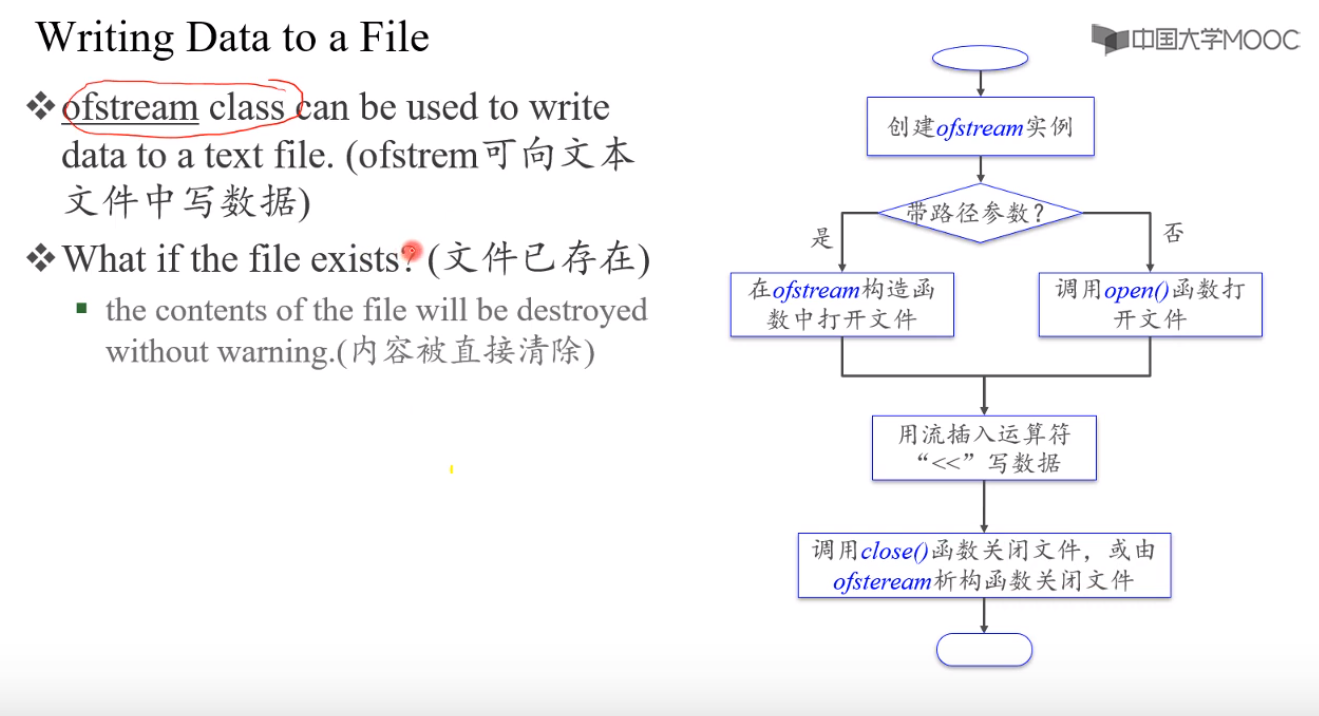 Writing Data to a File
中国大学MOOC
❖ofstream class can be used to write
data to a text file. (ofstrem可向文本
文件中写数据)
❖What if the file exists? (文件已存在)
▪ the contents of the file will be destroyed
without warning.(内容被直接清除)
创建ofstream实例
带路径参数?
是
否
在ofstream构造函
数中打开文件
调用open()函数打
开文件
用流插入运算符
“<<”写数据
调用close()函数关闭文件，或由
ofsteream析构函数关闭文件